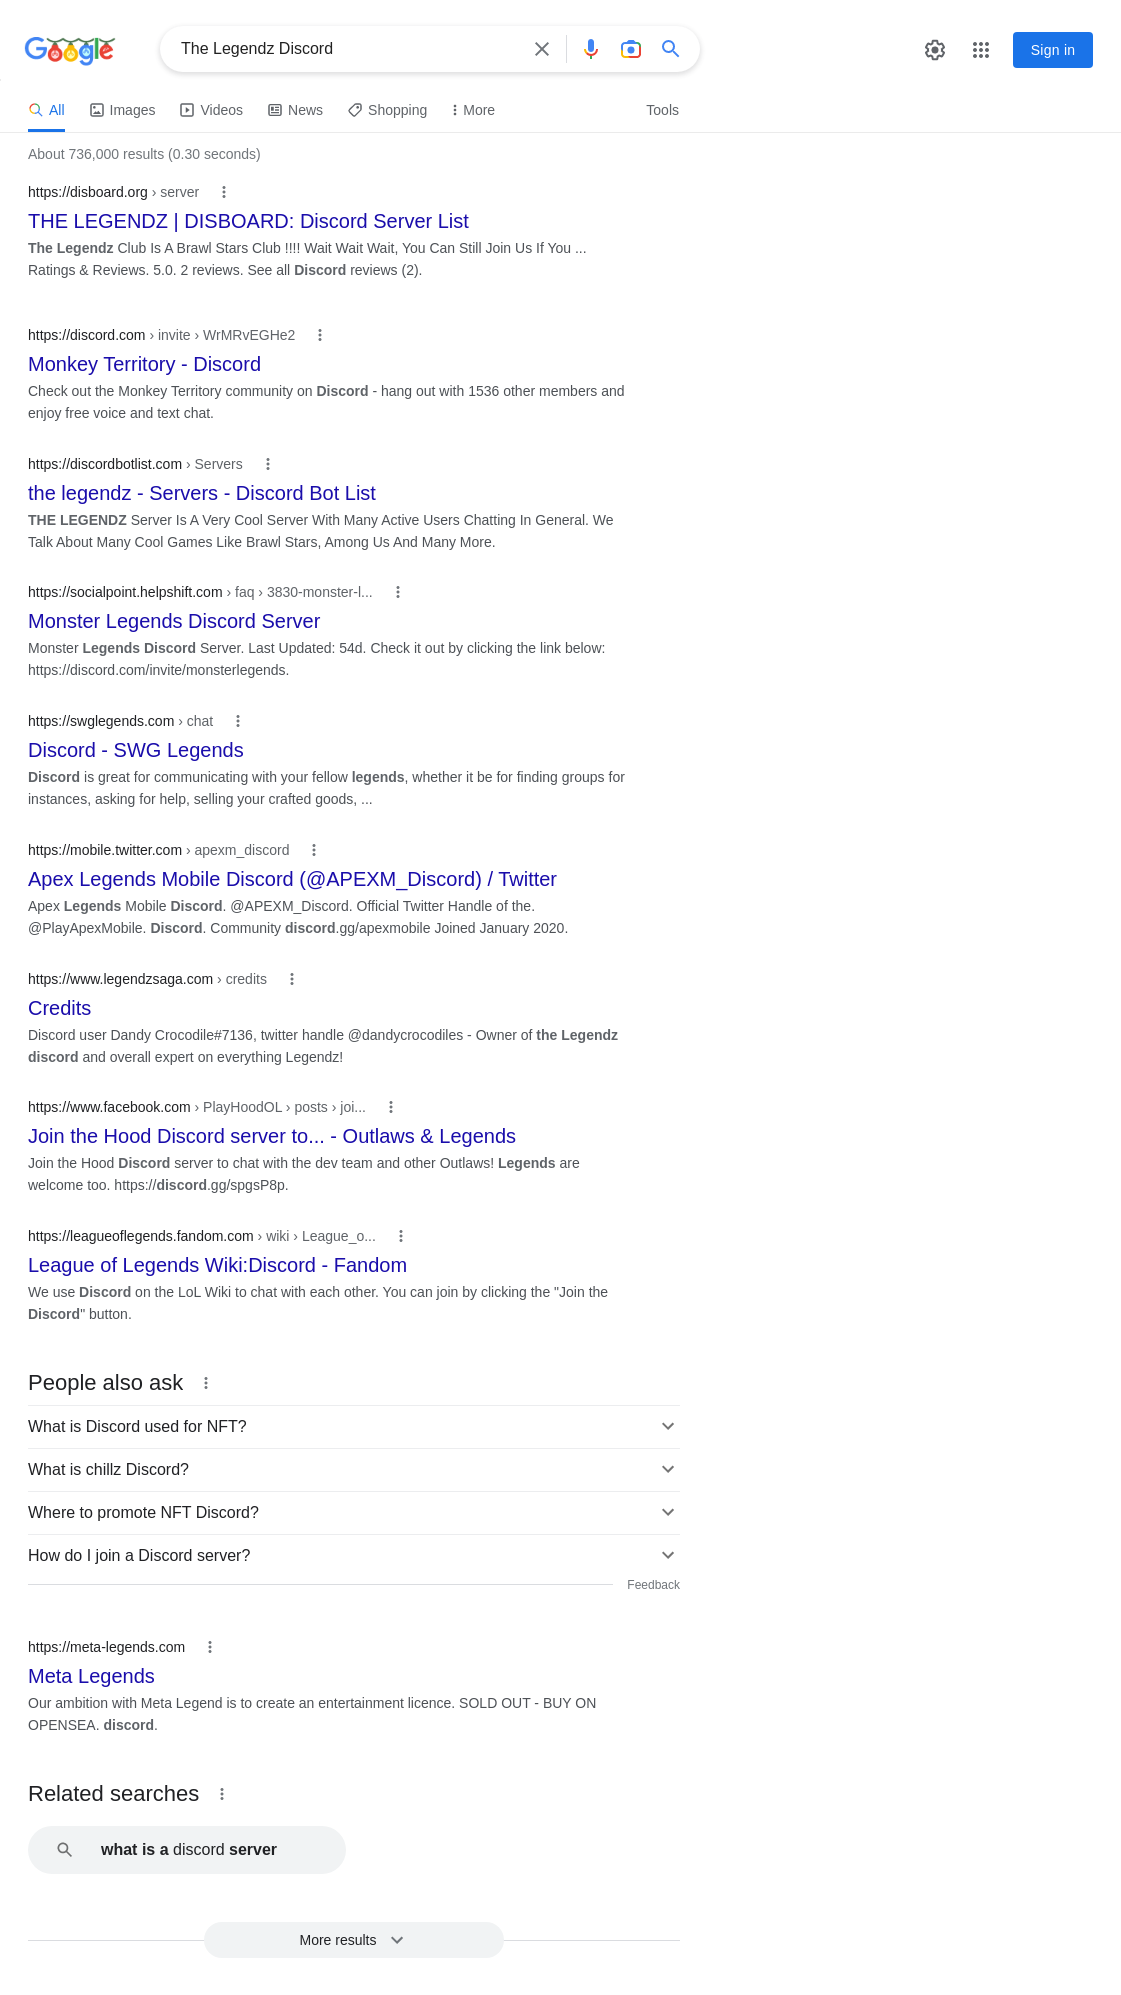 Google
The Legendz Discord
Sign in
All Images Videos News Shopping More Tools
About 736,000 results (0.30 seconds)
https://disboard.org › server
THE LEGENDZ | DISBOARD: Discord Server List
The Legendz Club Is A Brawl Stars Club !!!! Wait Wait Wait, You Can Still Join Us If You ...
Ratings & Reviews. 5.0. 2 reviews. See all Discord reviews (2).
https://discord.com › invite › WrMRvEGHe2
Monkey Territory - Discord
Check out the Monkey Territory community on Discord - hang out with 1536 other members and
enjoy free voice and text chat.
https://discordbotlist.com › Servers
the legendz - Servers - Discord Bot List
THE LEGENDZ Server Is A Very Cool Server With Many Active Users Chatting In General. We
Talk About Many Cool Games Like Brawl Stars, Among Us And Many More.
https://socialpoint.helpshift.com › faq › 3830-monster-l...
Monster Legends Discord Server
Monster Legends Discord Server. Last Updated: 54d. Check it out by clicking the link below:
https://discord.com/invite/monsterlegends.
https://swglegends.com › chat
Discord - SWG Legends
Discord is great for communicating with your fellow legends, whether it be for finding groups for
instances, asking for help, selling your crafted goods, ...
https://mobile.twitter.com › apexm_discord
Apex Legends Mobile Discord (@APEXM_Discord) / Twitter
Apex Legends Mobile Discord. @APEXM_Discord. Official Twitter Handle of the.
@PlayApexMobile. Discord. Community discord.gg/apexmobile Joined January 2020.
https://www.legendzsaga.com › credits
Credits
Discord user Dandy Crocodile#7136, twitter handle @dandycrocodiles - Owner of the Legendz
discord and overall expert on everything Legendz!
https://www.facebook.com › PlayHoodOL › posts › joi...
Join the Hood Discord server to... - Outlaws & Legends
Join the Hood Discord server to chat with the dev team and other Outlaws! Legends are
welcome too. https://discord.gg/spgsP8p.
https://leagueoflegends.fandom.com › wiki › League_o...
League of Legends Wiki:Discord - Fandom
We use Discord on the LoL Wiki to chat with each other. You can join by clicking the "Join the
Discord" button.
People also ask
What is Discord used for NFT?
What is chillz Discord?
Where to promote NFT Discord?
How do I join a Discord server?
Feedback
https://meta-legends.com
Meta Legends
Our ambition with Meta Legend is to create an entertainment licence. SOLD OUT - BUY ON
OPENSEA. discord.
Related searches
what is a discord server
More results